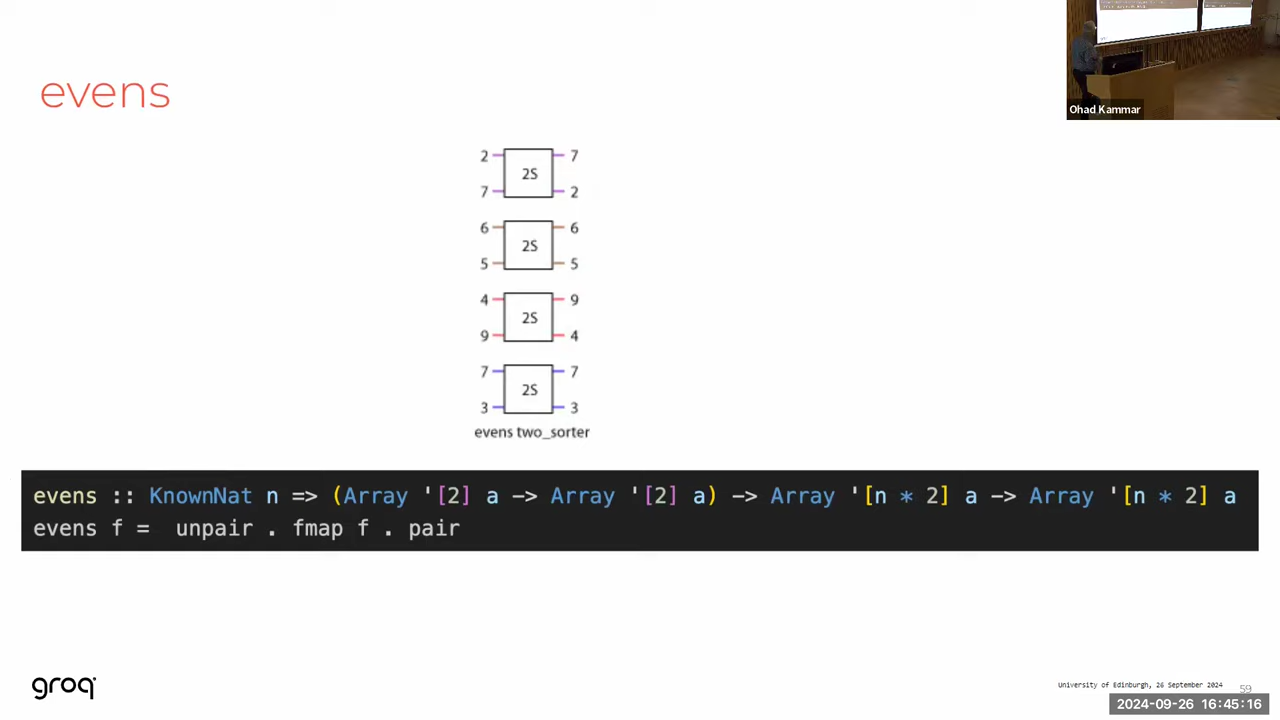 evens
Ohad Kammar
2 2S 7
7 2
6 2S 6
5 5
4 2S 9
9 4
7 2S 7
3 3
evens two_sorter
evens :: KnownNat n => (Array '[2] a -> Array '[2] a) -> Array '[n * 2] a -> Array '[n * 2] a
evens f =  unpair . fmap f . pair
groq
University of Edinburgh, 26 September 2024
59
2024-09-26 16:45:16